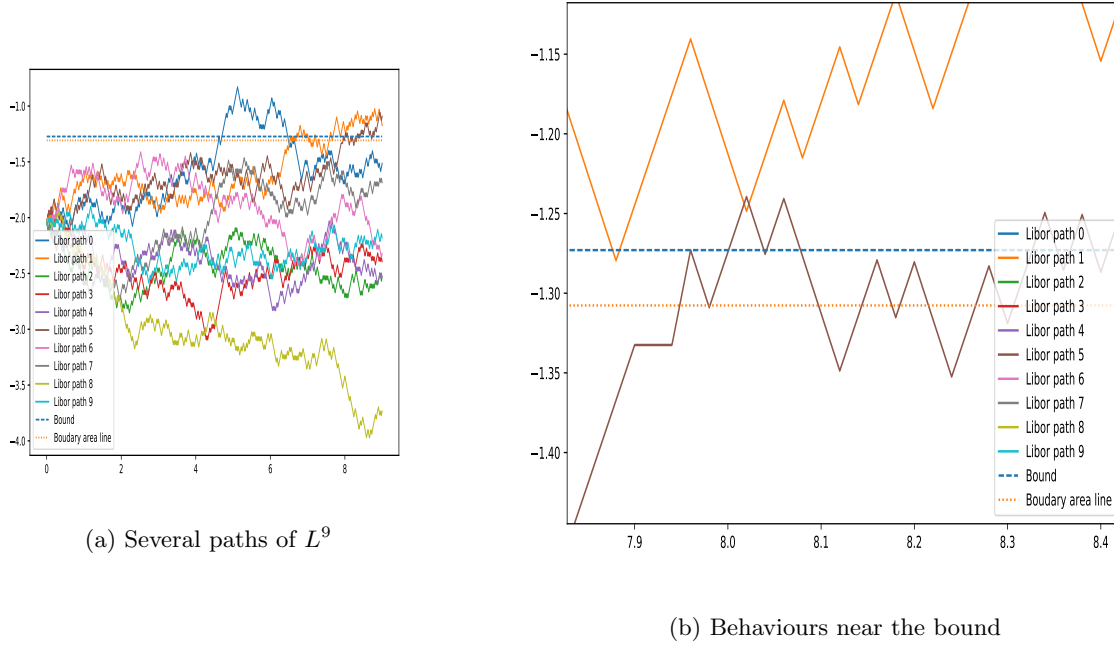 −1.0
−1.5
−2.0
−2.5
−3.0
−3.5
−4.0
0
2
4
6
8
Libor path 0
Libor path 1
Libor path 2
Libor path 3
Libor path 4
Libor path 5
Libor path 6
Libor path 7
Libor path 8
Libor path 9
Bound
Boudary area line
(a) Several paths of L⁹
−1.15
−1.20
−1.25
−1.30
−1.35
−1.40
7.9
8.0
8.1
8.2
8.3
8.4
Libor path 0
Libor path 1
Libor path 2
Libor path 3
Libor path 4
Libor path 5
Libor path 6
Libor path 7
Libor path 8
Libor path 9
Bound
Boudary area line
(b) Behaviours near the bound